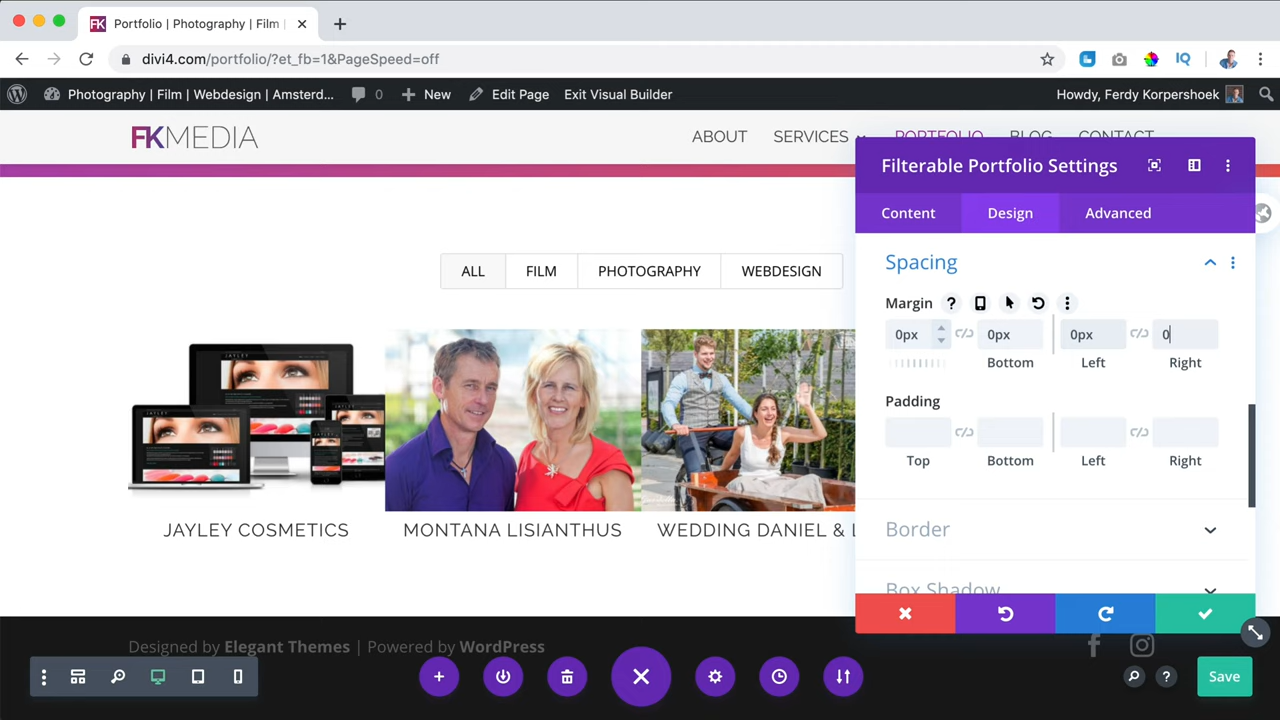 FK Portfolio | Photography | Film |
divi4.com/portfolio/?et_fb=1&PageSpeed=off
IQ
Photography | Film | Webdesign | Amsterd... 0 New Edit Page Exit Visual Builder Howdy, Ferdy Korpershoek
FKMEDIA ABOUT SERVICES PORTFOLIO BLOG CONTACT
Filterable Portfolio Settings
Content Design Advanced
ALL FILM PHOTOGRAPHY WEBDESIGN
Spacing
Margin ?
0px 0px 0px 0
Bottom Left Right
Padding
Top Bottom Left Right
Border
Box Shadow
JAYLEY COSMETICS MONTANA LISIANTHUS WEDDING DANIEL & L
Designed by Elegant Themes | Powered by WordPress
? Save